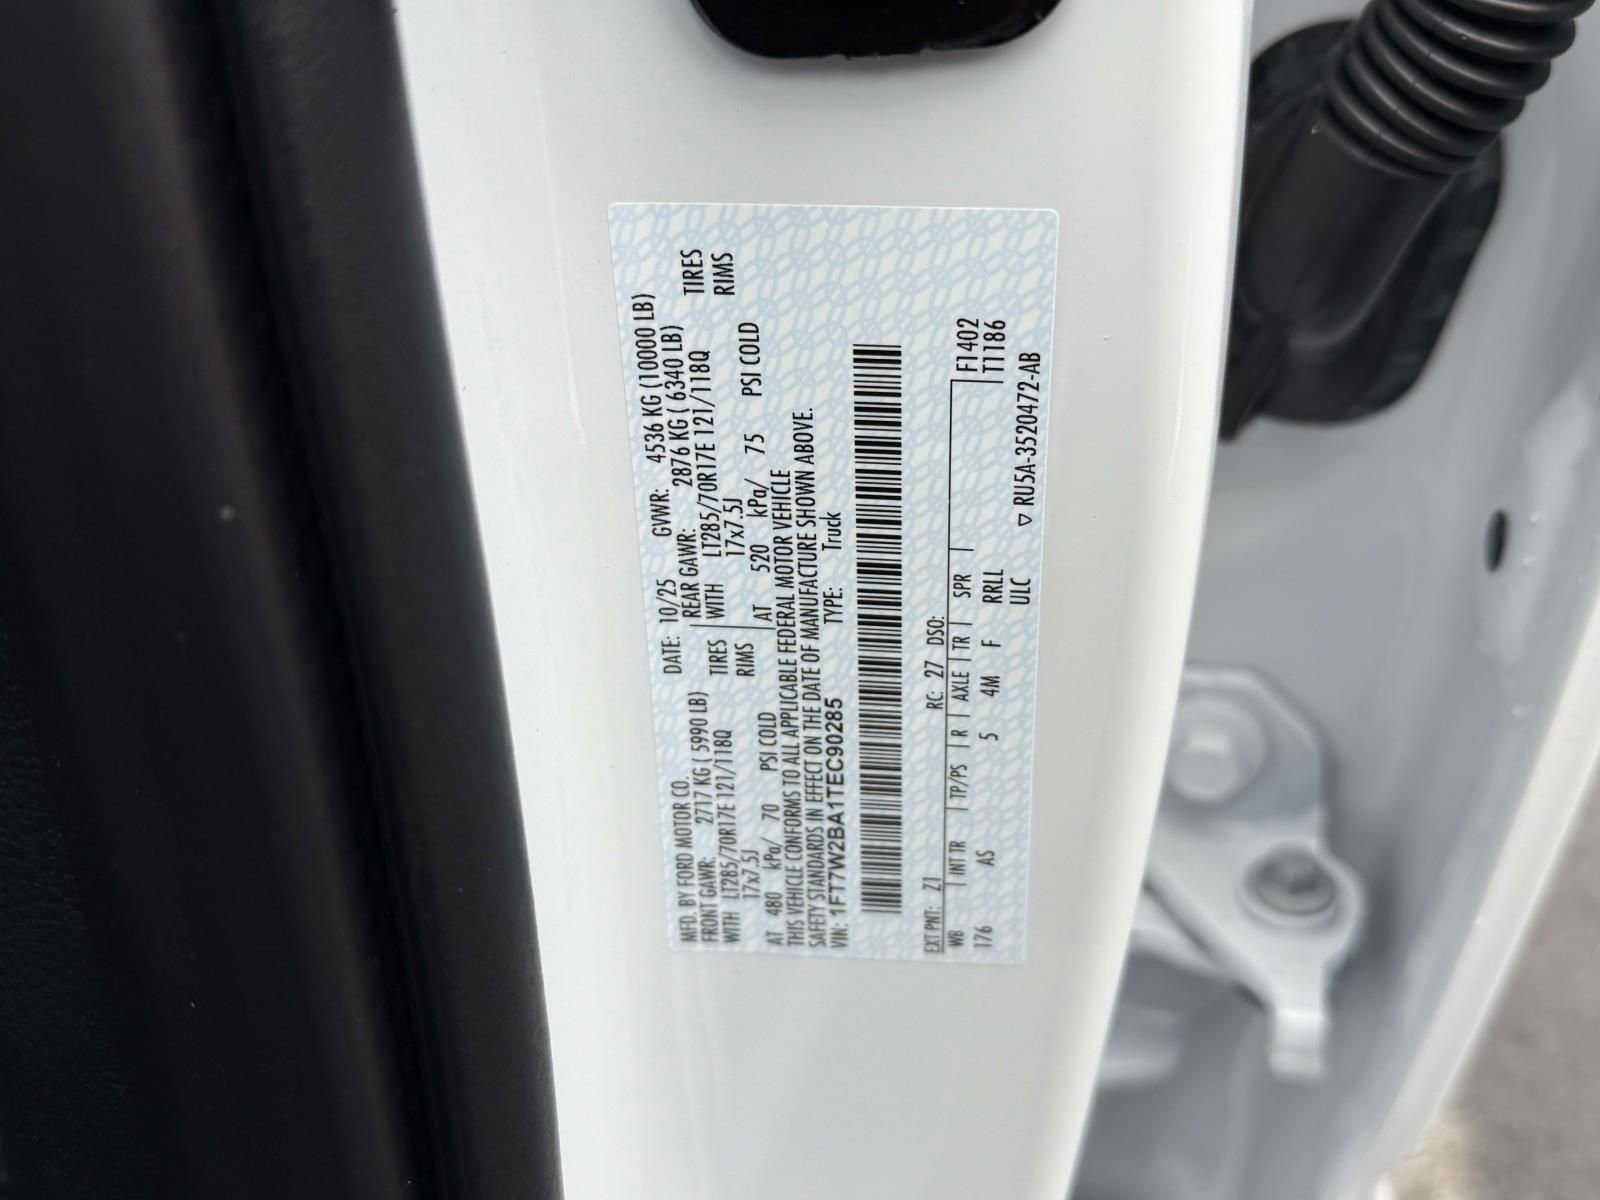 MFD. BY FORD MOTOR CO.
DATE: 10/25 GVWR: 4536 KG (10000 LB)
FRONT GAWR: 2717 KG ( 5990 LB) REAR GAWR: 2876 KG ( 6340 LB)
WITH LT285/70R17E 121/118Q TIRES WITH LT285/70R17E 121/118Q TIRES
17x7.5J RIMS 17x7.5J RIMS
AT 480 kPa/ 70 PSI COLD AT 520 kPa/ 75 PSI COLD
THIS VEHICLE CONFORMS TO ALL APPLICABLE FEDERAL MOTOR VEHICLE
SAFETY STANDARDS IN EFFECT ON THE DATE OF MANUFACTURE SHOWN ABOVE.
VIN: 1FT7W2BA1TEC90285 TYPE: Truck
EXT PNT: Z1 RC: 27 DSO:
WB INT TR TP/PS R AXLE TR SPR F1402
176 AS 5 4M F RRLL T1186
ULC ▽ RU5A-3520472-AB